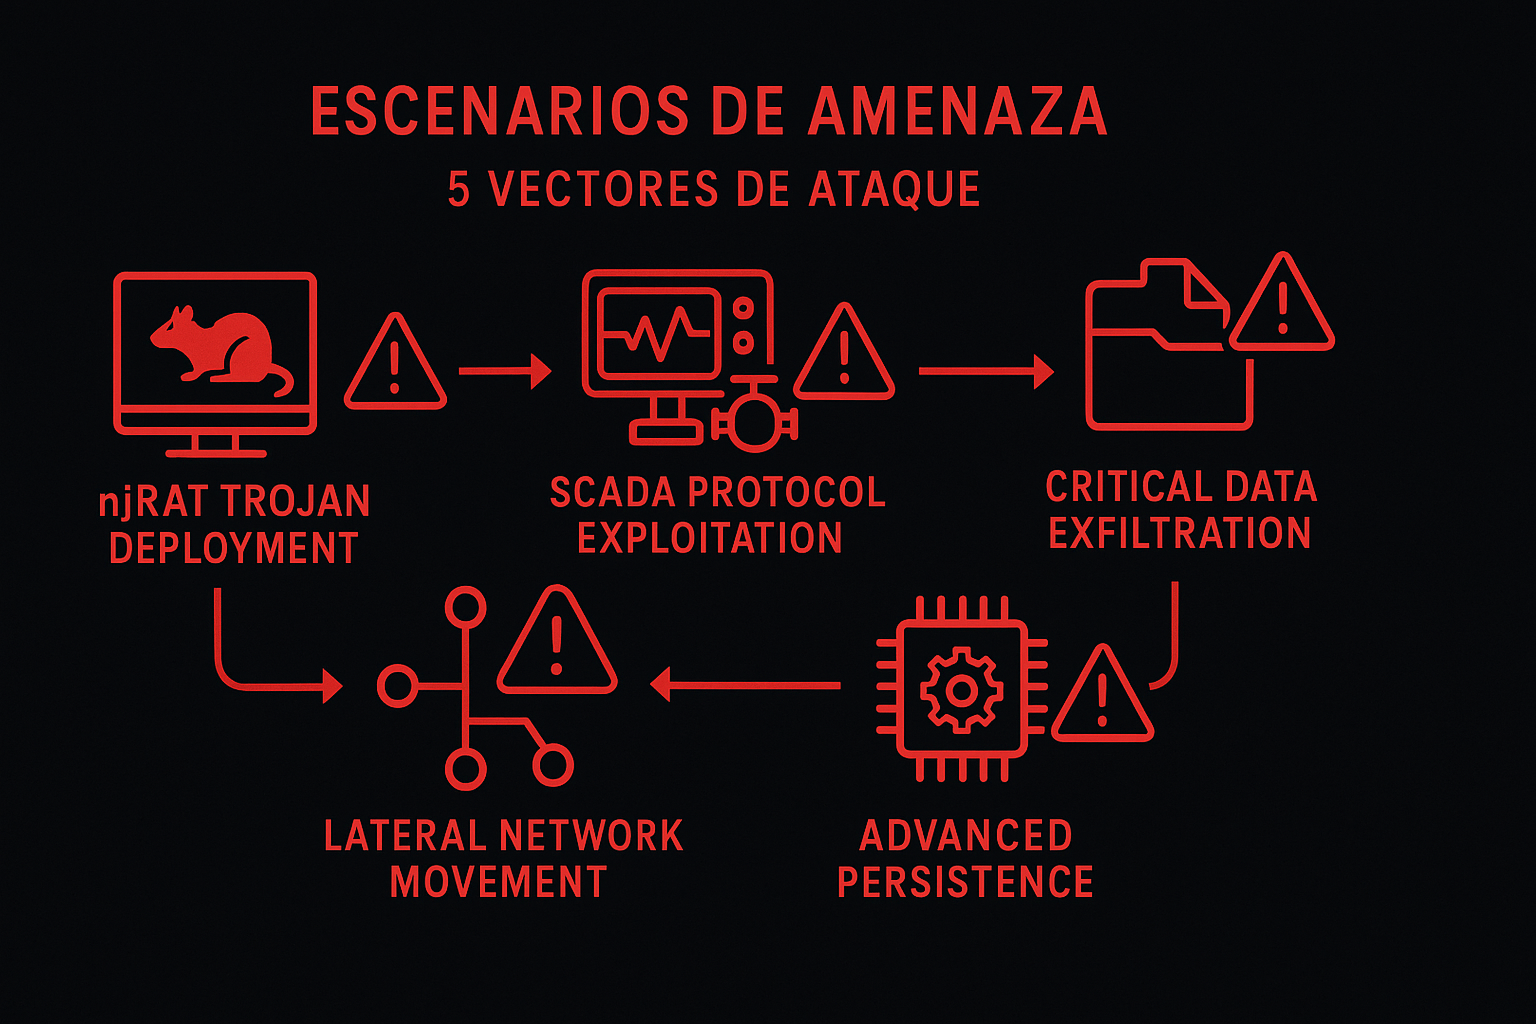 ESCENARIOS DE AMENAZA
5 VECTORES DE ATAQUE
njRAT TROJAN
DEPLOYMENT
SCADA PROTOCOL
EXPLOITATION
CRITICAL DATA
EXFILTRATION
LATERAL NETWORK
MOVEMENT
ADVANCED
PERSISTENCE